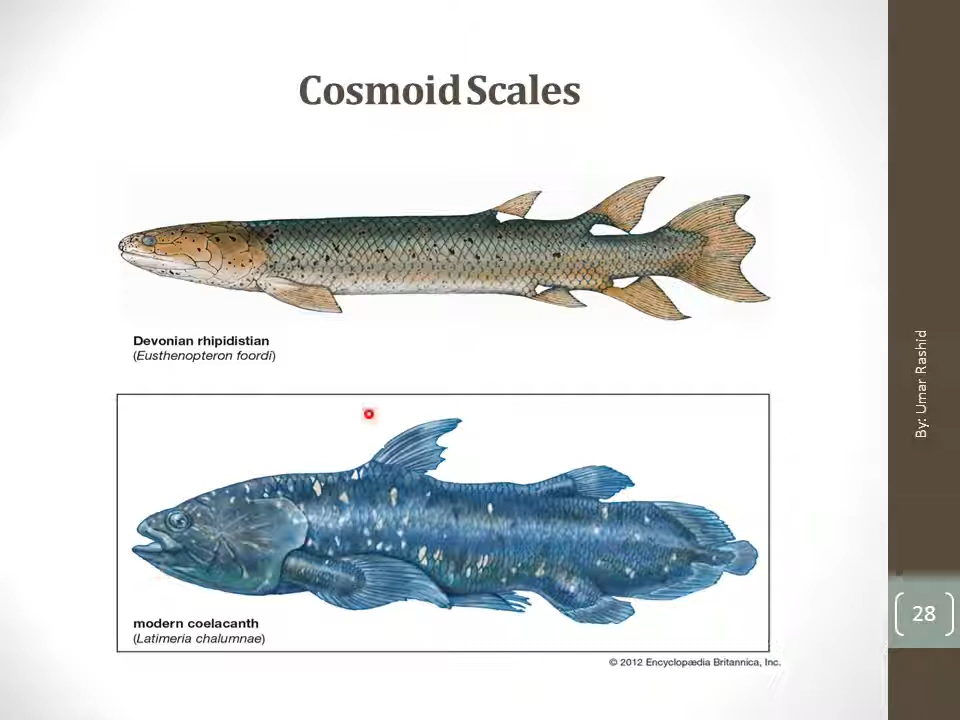 Cosmoid Scales
Devonian rhipidistian
(Eusthenopteron foordi)
modern coelacanth
(Latimeria chalumnae)
© 2012 Encyclopædia Britannica, Inc.
By: Umar Rashid
28